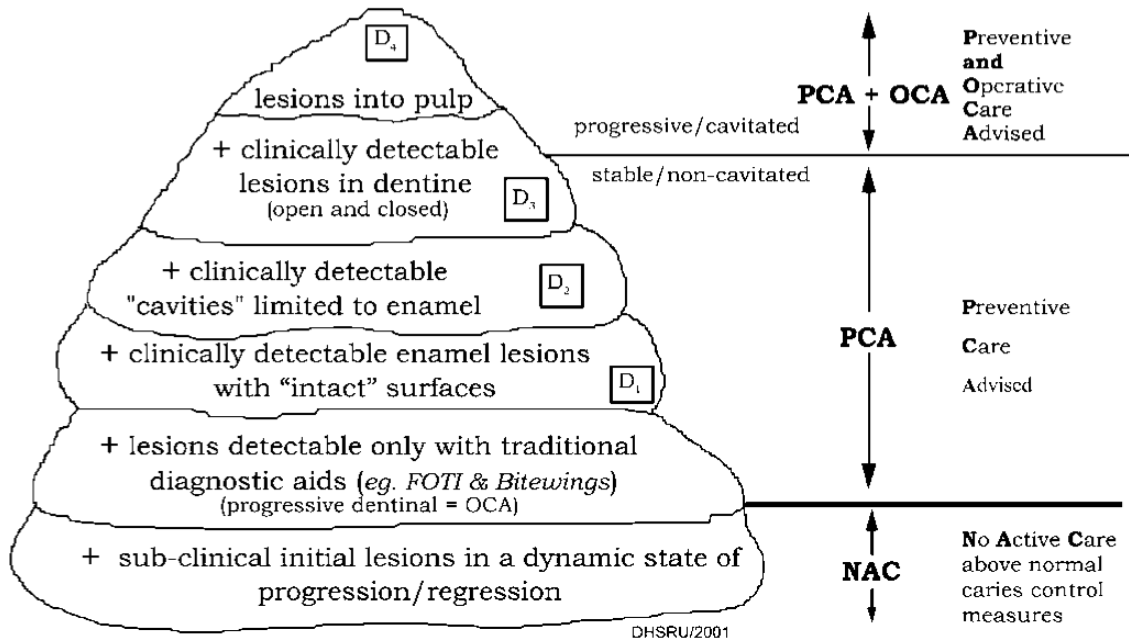 D₄
lesions into pulp
+ clinically detectable
lesions in dentine
(open and closed)
D₃
+ clinically detectable
"cavities" limited to enamel
D₂
+ clinically detectable enamel lesions
with “intact” surfaces
D₁
+ lesions detectable only with traditional
diagnostic aids (eg. FOTI & Bitewings)
(progressive dentinal = OCA)
+ sub-clinical initial lesions in a dynamic state of
progression/regression
progressive/cavitated
stable/non-cavitated
PCA + OCA
Preventive
and
Operative
Care
Advised
PCA
Preventive
Care
Advised
NAC
No Active Care
above normal
caries control
measures
DHSRU/2001